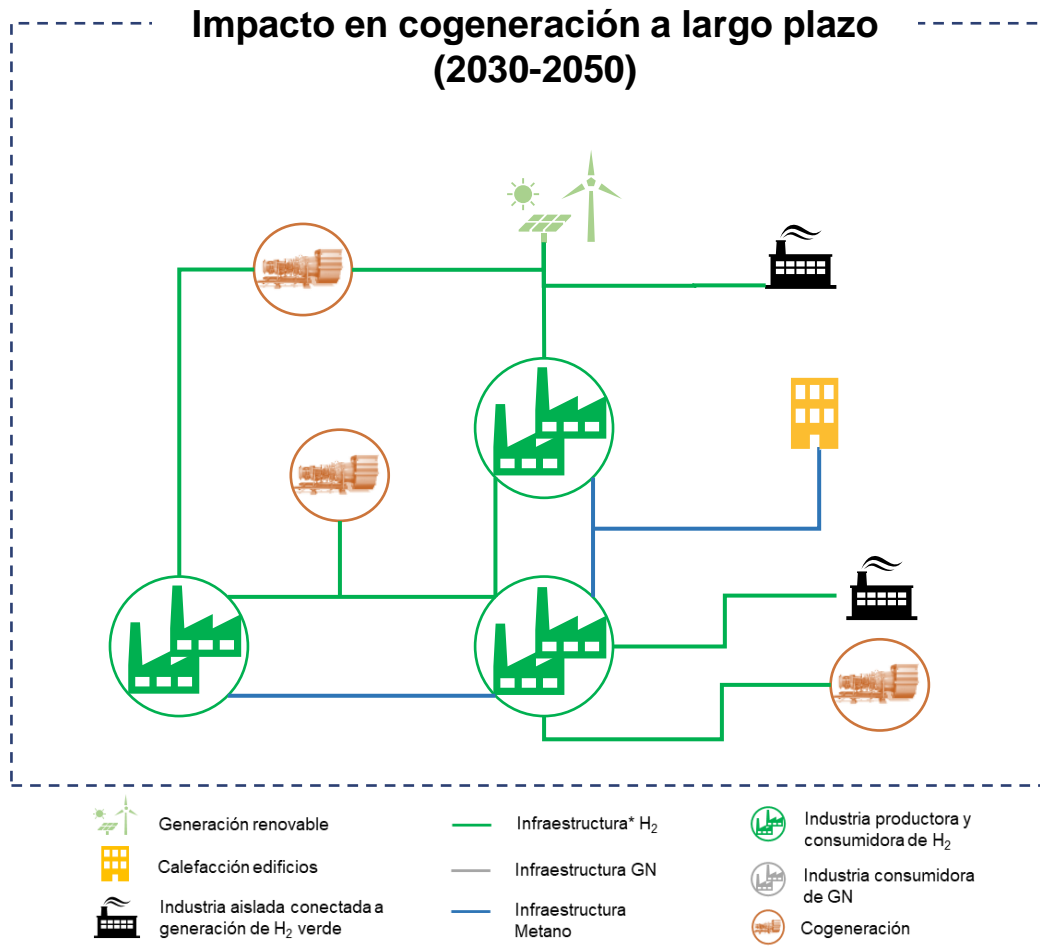 Impacto en cogeneración a largo plazo
(2030-2050)
Generación renovable
Calefacción edificios
Industria aislada conectada a
generación de H₂ verde
Infraestructura* H₂
Infraestructura GN
Infraestructura
Metano
Industria productora y
consumidora de H₂
Industria consumidora
de GN
Cogeneración